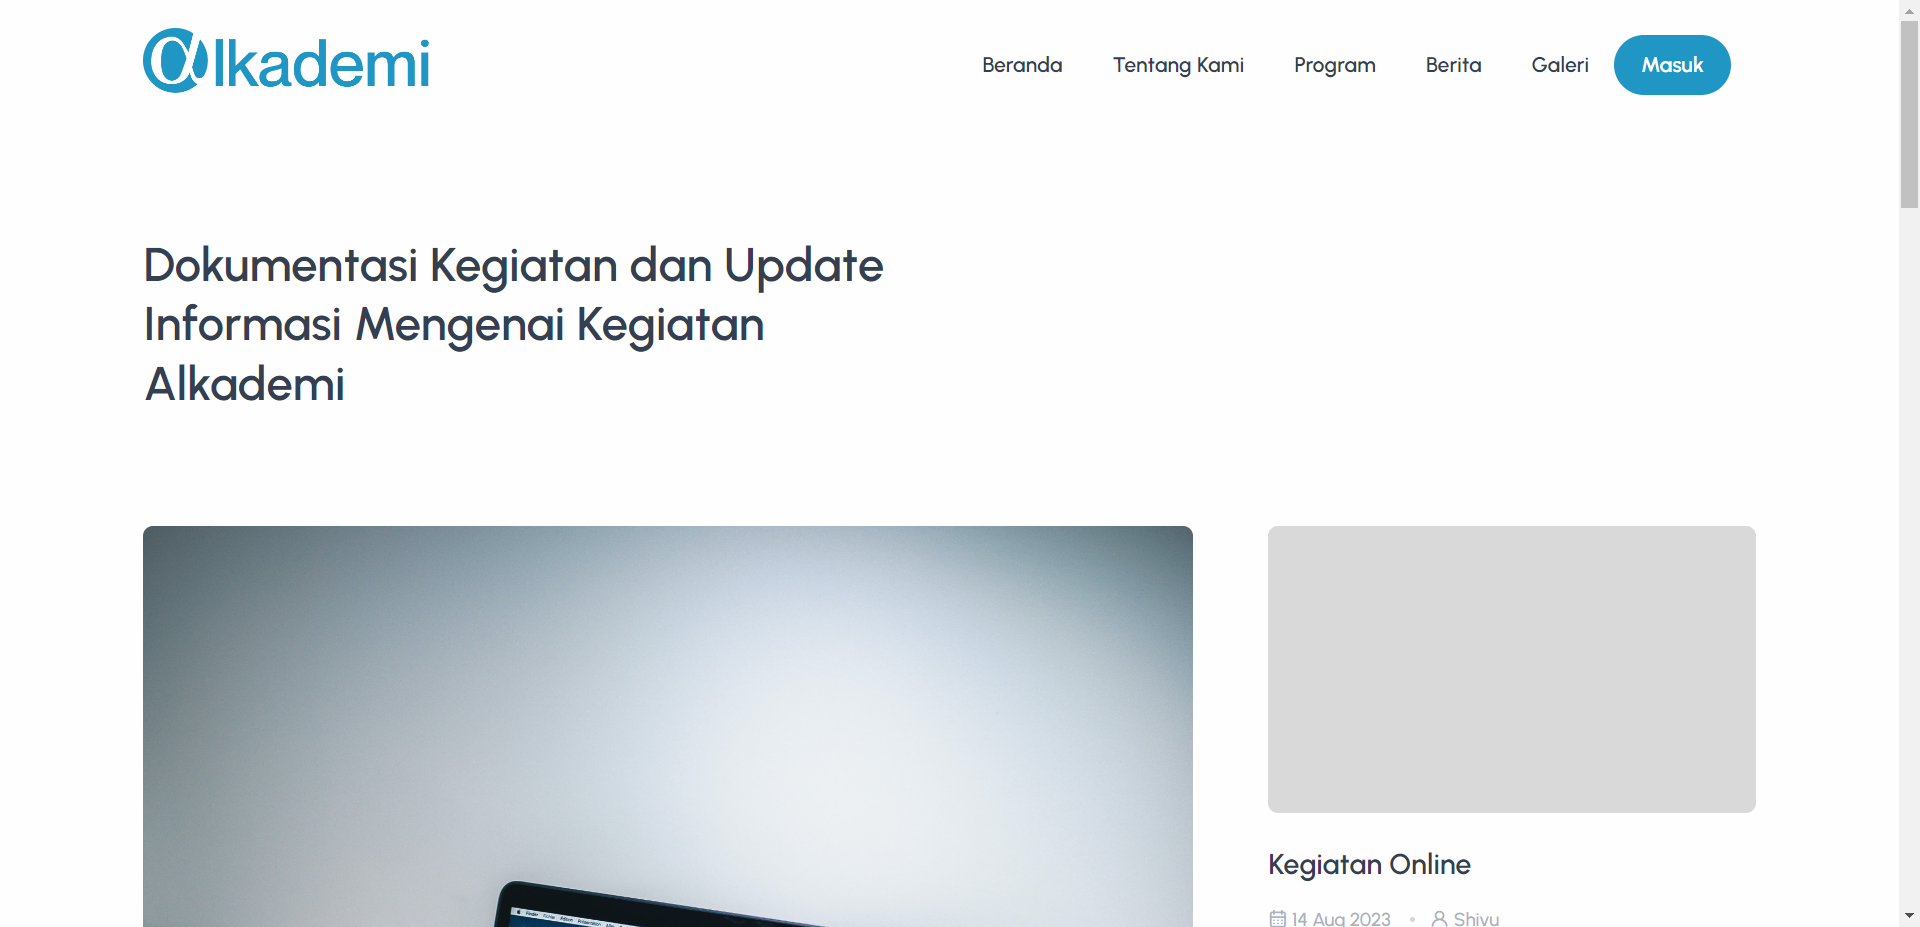 αlkademi
Beranda
Tentang Kami
Program
Berita
Galeri
Masuk
Dokumentasi Kegiatan dan Update
Informasi Mengenai Kegiatan
Alkademi
Kegiatan Online
14 Aug 2023 • Shivu